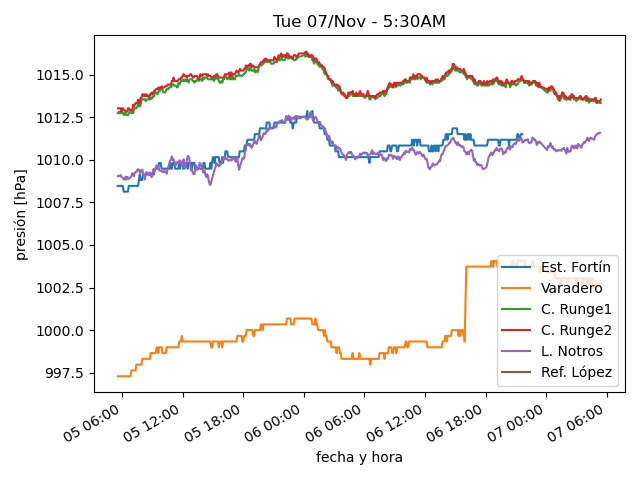 Tue 07/Nov - 5:30AM
presión [hPa]
1015.0
1012.5
1010.0
1007.5
1005.0
1002.5
1000.0
997.5
Est. Fortín
Varadero
C. Runge1
C. Runge2
L. Notros
Ref. López
05 06:00
05 12:00
05 18:00
06 00:00
06 06:00
06 12:00
06 18:00
07 00:00
07 06:00
fecha y hora